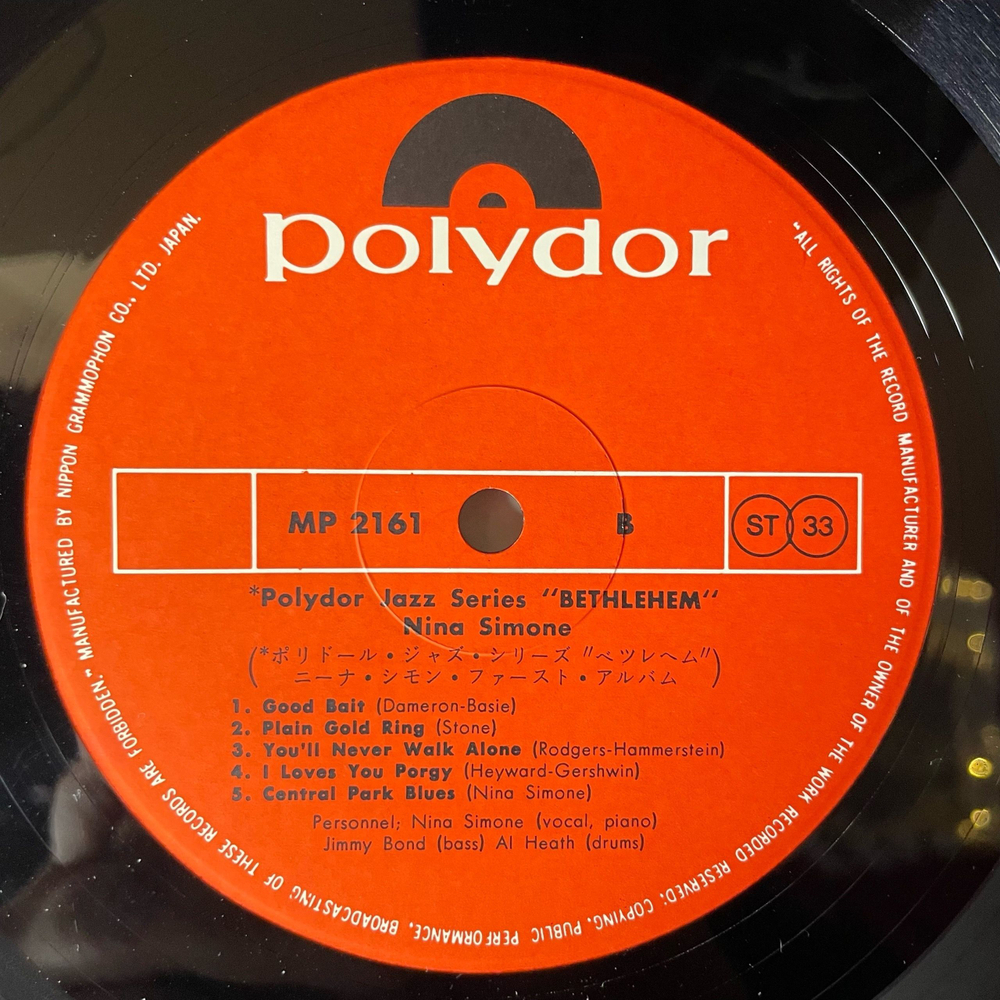 polydor
"ALL RIGHTS OF THE RECORD MANUFACTURER AND OF THE OWNER OF THE WORK RECORDED RESERVED: COPYING, PUBLIC PERFORMANCE, BROADCASTING OF THESE RECORDS ARE FORBIDDEN." MANUFACTURED BY NIPPON GRAMMOPHON CO., LTD. JAPAN.
MP 2161 B ST 33
*Polydor Jazz Series "BETHLEHEM"
Nina Simone
(*ポリドール・ジャズ・シリーズ "ベツレヘム"
ニーナ・シモン・ファースト・アルバム)
1. Good Bait (Dameron-Basie)
2. Plain Gold Ring (Stone)
3. You'll Never Walk Alone (Rodgers-Hammerstein)
4. I Loves You Porgy (Heyward-Gershwin)
5. Central Park Blues (Nina Simone)
Personnel; Nina Simone (vocal, piano)
Jimmy Bond (bass) Al Heath (drums)